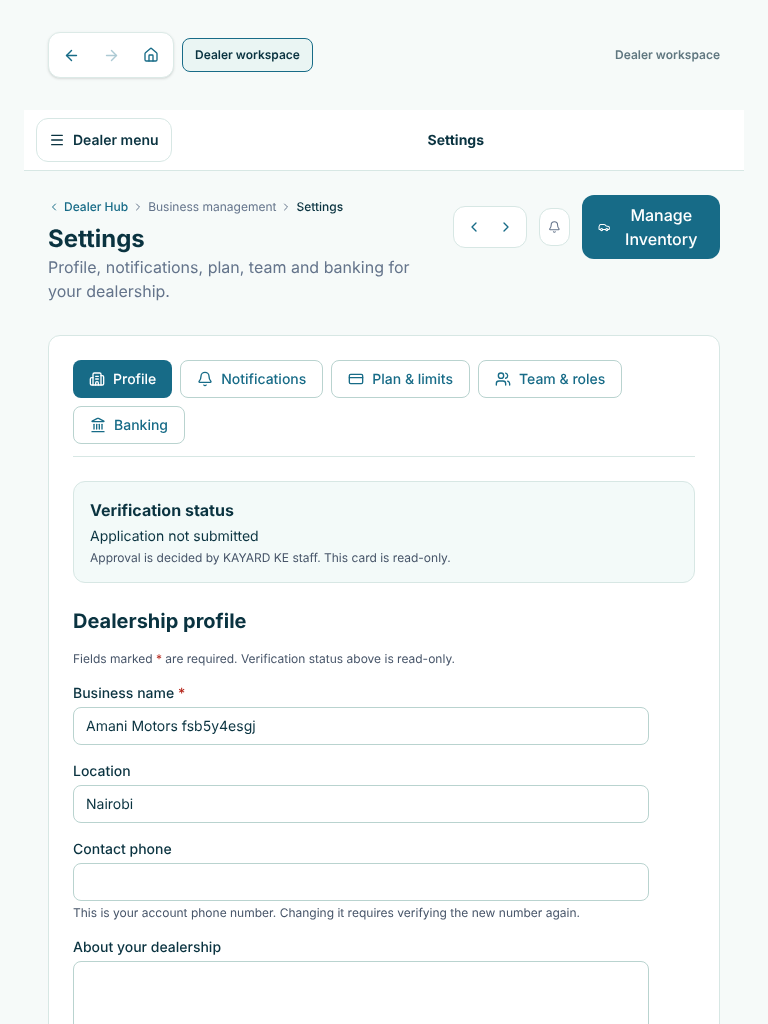 Dealer workspace
Dealer workspace
Dealer menu
Settings
Dealer Hub
Business management
Settings
Settings
Profile, notifications, plan, team and banking for
your dealership.
Manage
Inventory
Profile
Notifications
Plan & limits
Team & roles
Banking
Verification status
Application not submitted
Approval is decided by KAYARD KE staff. This card is read-only.
Dealership profile
Fields marked * are required. Verification status above is read-only.
Business name *
Amani Motors fsb5y4esgj
Location
Nairobi
Contact phone
This is your account phone number. Changing it requires verifying the new number again.
About your dealership